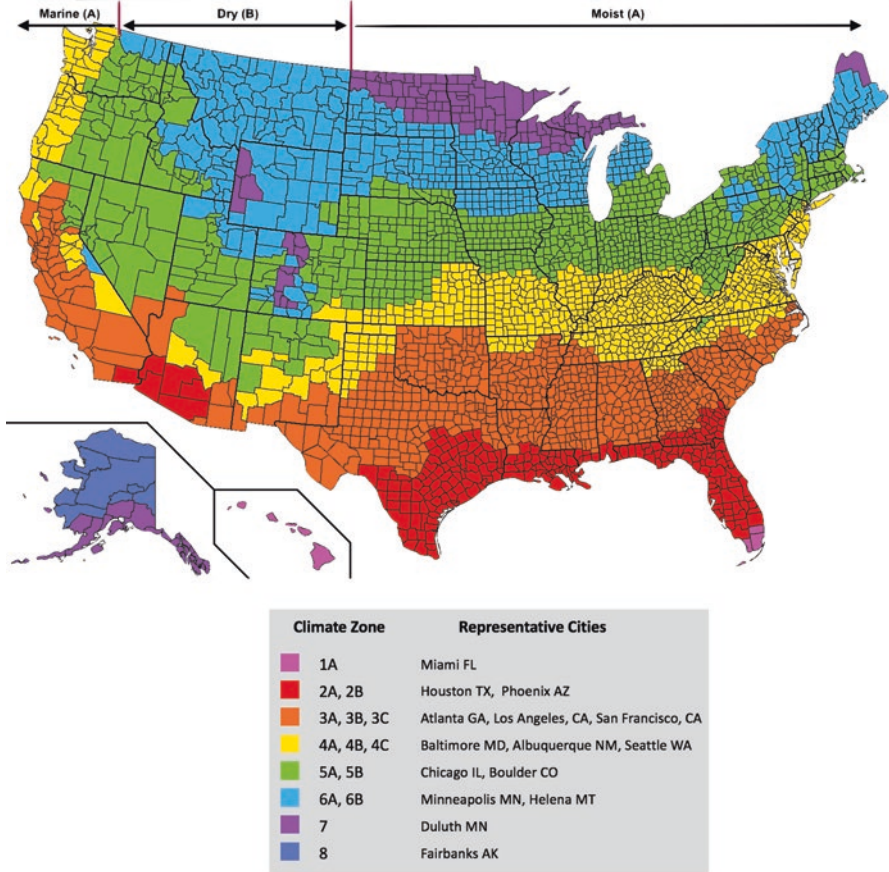 Marine (A) Dry (B) Moist (A)
Climate Zone Representative Cities
1A Miami FL
2A, 2B Houston TX, Phoenix AZ
3A, 3B, 3C Atlanta GA, Los Angeles, CA, San Francisco, CA
4A, 4B, 4C Baltimore MD, Albuquerque NM, Seattle WA
5A, 5B Chicago IL, Boulder CO
6A, 6B Minneapolis MN, Helena MT
7 Duluth MN
8 Fairbanks AK